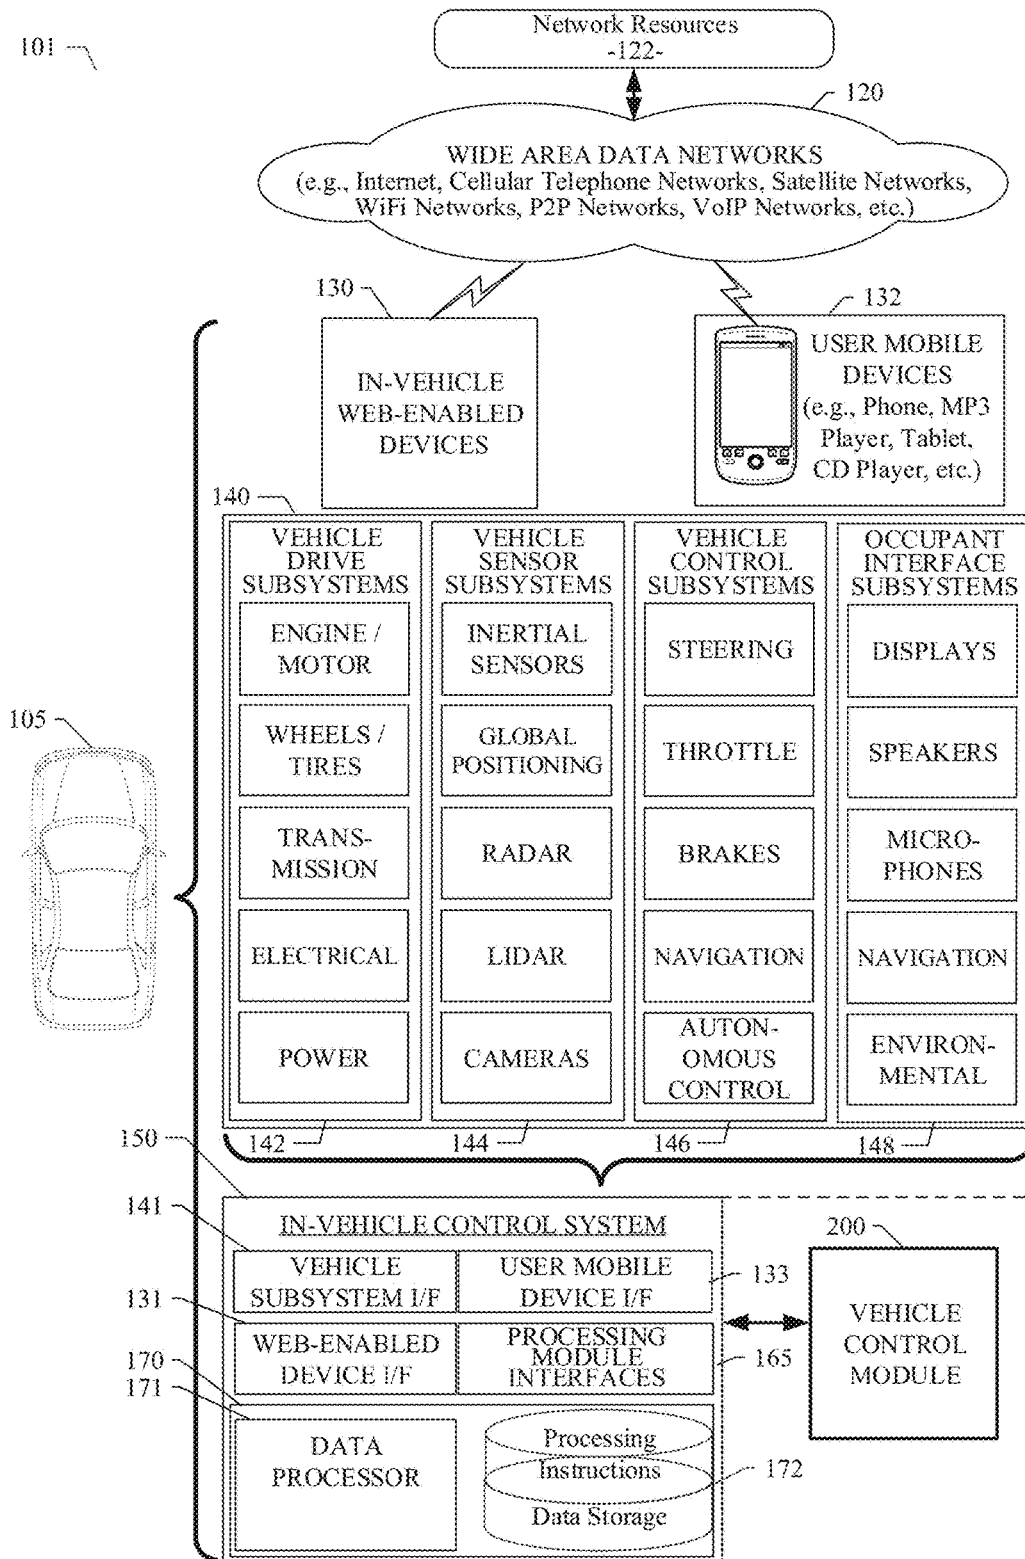 Network Resources
-122-
101
120
WIDE AREA DATA NETWORKS
(e.g., Internet, Cellular Telephone Networks, Satellite Networks,
WiFi Networks, P2P Networks, VoIP Networks, etc.)
130
132
IN-VEHICLE
WEB-ENABLED
DEVICES
USER MOBILE
DEVICES
(e.g., Phone, MP3
Player, Tablet,
CD Player, etc.)
140
VEHICLE
DRIVE
SUBSYSTEMS
ENGINE /
MOTOR
WHEELS /
TIRES
TRANS-
MISSION
ELECTRICAL
POWER
142
VEHICLE
SENSOR
SUBSYSTEMS
INERTIAL
SENSORS
GLOBAL
POSITIONING
RADAR
LIDAR
CAMERAS
144
VEHICLE
CONTROL
SUBSYSTEMS
STEERING
THROTTLE
BRAKES
NAVIGATION
AUTON-
OMOUS
CONTROL
146
OCCUPANT
INTERFACE
SUBSYSTEMS
DISPLAYS
SPEAKERS
MICRO-
PHONES
NAVIGATION
ENVIRON-
MENTAL
148
105
150
IN-VEHICLE CONTROL SYSTEM
141
VEHICLE
SUBSYSTEM I/F
USER MOBILE
DEVICE I/F
133
131
WEB-ENABLED
DEVICE I/F
PROCESSING
MODULE
INTERFACES
165
170
171
DATA
PROCESSOR
Processing
Instructions
Data Storage
172
200
VEHICLE
CONTROL
MODULE